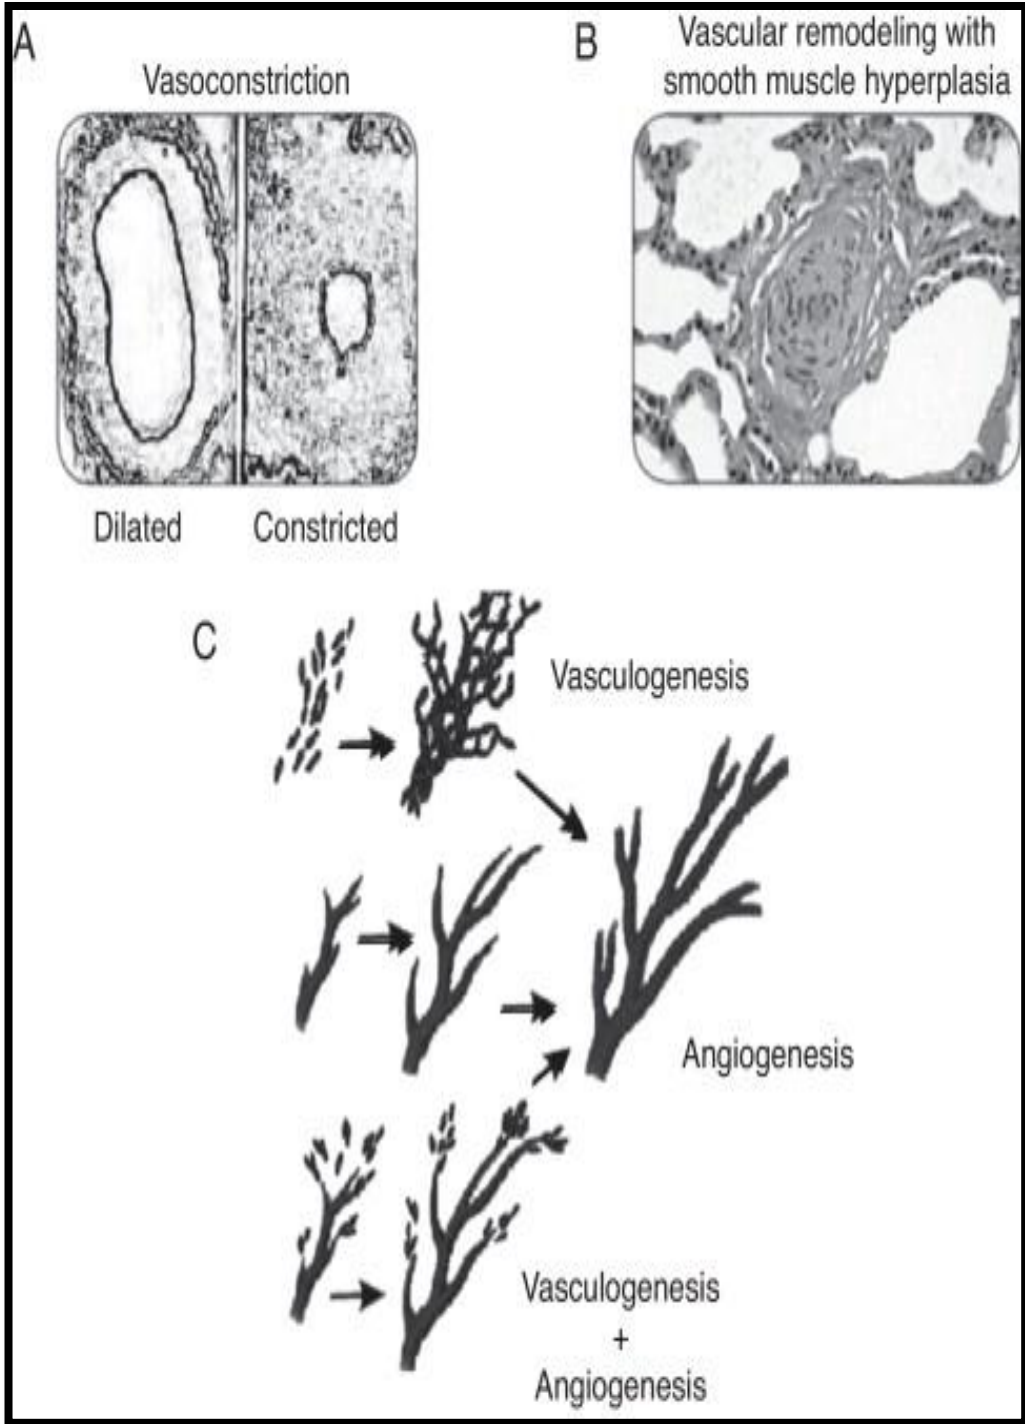 A
Vasoconstriction
Dilated
Constricted
B
Vascular remodeling with
smooth muscle hyperplasia
C
Vasculogenesis
Angiogenesis
Vasculogenesis
+
Angiogenesis